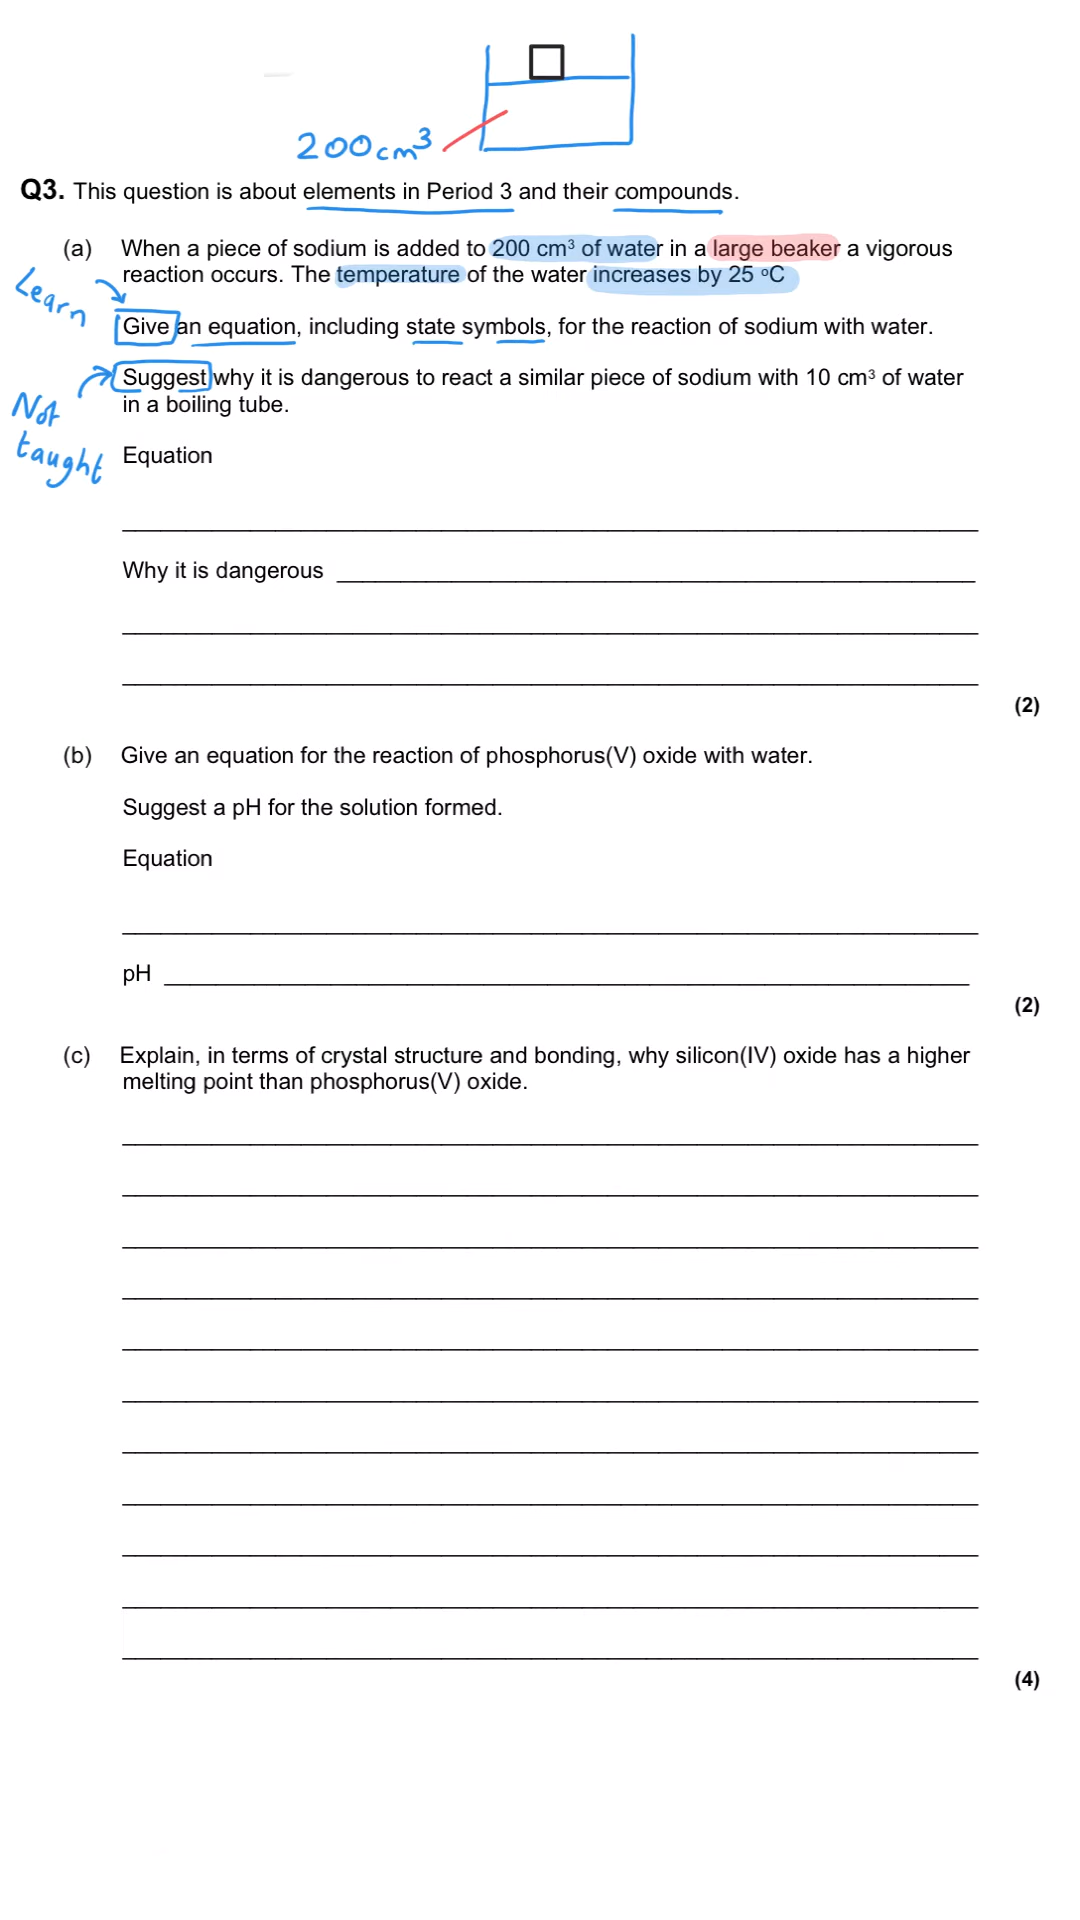 200cm³
Q3. This question is about elements in Period 3 and their compounds.
(a) When a piece of sodium is added to 200 cm³ of water in a large beaker a vigorous
reaction occurs. The temperature of the water increases by 25 °C
Learn
Give an equation, including state symbols, for the reaction of sodium with water.
Suggest why it is dangerous to react a similar piece of sodium with 10 cm³ of water
in a boiling tube.
Not
taught
Equation
Why it is dangerous
(2)
(b) Give an equation for the reaction of phosphorus(V) oxide with water.
Suggest a pH for the solution formed.
Equation
pH
(2)
(c) Explain, in terms of crystal structure and bonding, why silicon(IV) oxide has a higher
melting point than phosphorus(V) oxide.
(4)